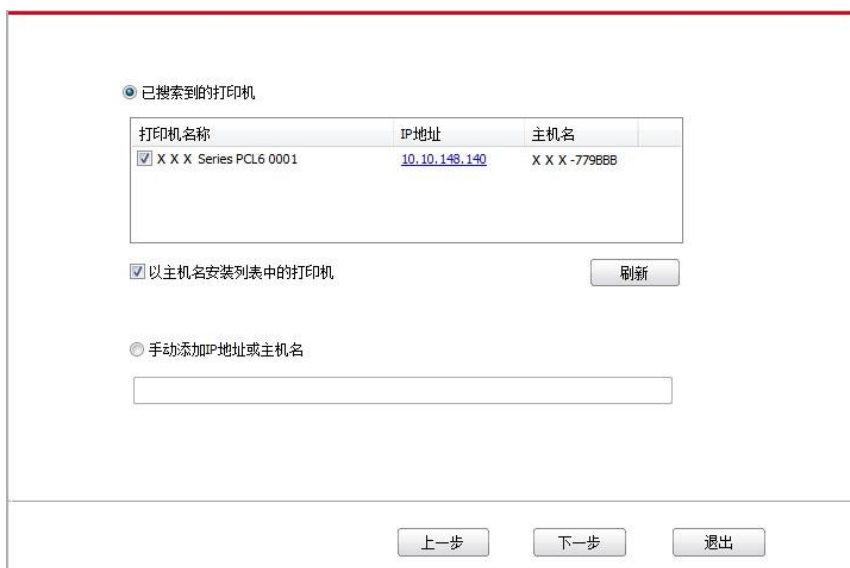 已搜索到的打印机
打印机名称 IP地址 主机名
X X X Series PCL6 0001 10.10.148.140 X X X -779BBB
以主机名安装列表中的打印机 刷新
手动添加IP地址或主机名
上一步 下一步 退出